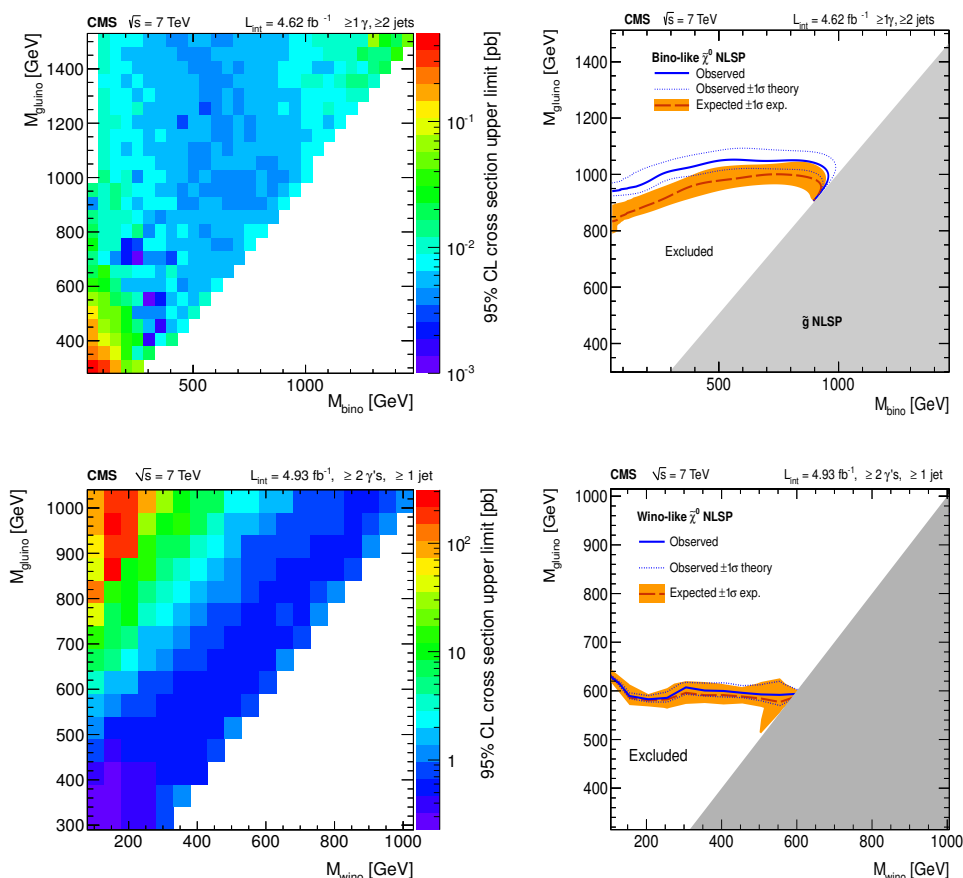 CMS √s = 7 TeV L_int = 4.62 fb⁻¹ ≥1γ, ≥2 jets
M_gluino [GeV]
1400
1200
1000
800
600
400
500 1000
M_bino [GeV]
10⁻¹
10⁻²
10⁻³
95% CL cross section upper limit [pb]
CMS √s = 7 TeV L_int = 4.62 fb⁻¹ ≥1γ, ≥2 jets
M_gluino [GeV]
1400
1200
1000
800
600
400
Bino-like χ̃⁰ NLSP
Observed
Observed ±1σ theory
Expected ±1σ exp.
Excluded
g̃ NLSP
500 1000
M_bino [GeV]
CMS √s = 7 TeV L_int = 4.93 fb⁻¹, ≥ 2 γ's, ≥ 1 jet
M_gluino [GeV]
1000
900
800
700
600
500
400
300
200 400 600 800 1000
M_wino [GeV]
10²
10
1
95% CL cross section upper limit [pb]
CMS √s = 7 TeV L_int = 4.93 fb⁻¹, ≥ 2 γ's, ≥ 1 jet
M_gluino [GeV]
1000
900
800
700
600
500
400
Wino-like χ̃⁰ NLSP
Observed
Observed ±1σ theory
Expected ±1σ exp.
Excluded
200 400 600 800 1000
M_wino [GeV]